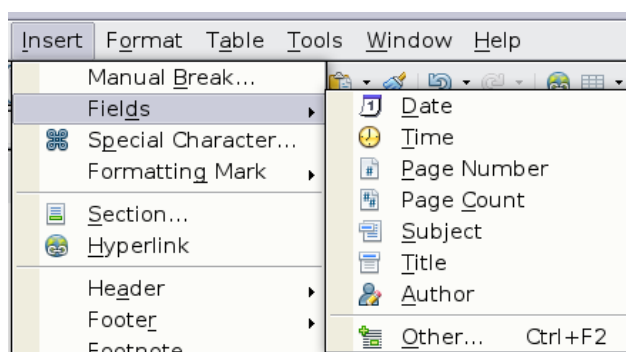 Insert Format Table Tools Window Help
Manual Break...
Fields
Special Character...
Formatting Mark
Section...
Hyperlink
Header
Footer
Footnote
Date
Time
Page Number
Page Count
Subject
Title
Author
Other... Ctrl+F2